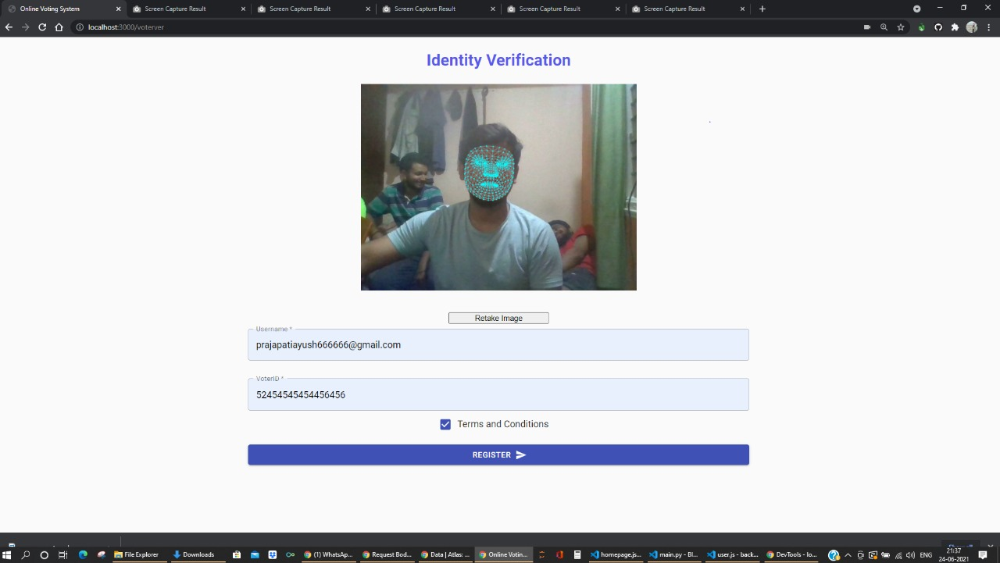 Online Voting System
Screen Capture Result
Screen Capture Result
Screen Capture Result
Screen Capture Result
Screen Capture Result
localhost:3000/voterver
Identity Verification
Retake Image
Username *
prajapatiayush666666@gmail.com
VoterID *
52454545454456456
Terms and Conditions
REGISTER
File Explorer
Downloads
(1) WhatsAp...
Request Bod...
Data | Atlas: ...
Online Votin...
homepage.js...
main.py - Bl...
user.js - back...
DevTools - lo...
ENG
21:37
24-06-2021